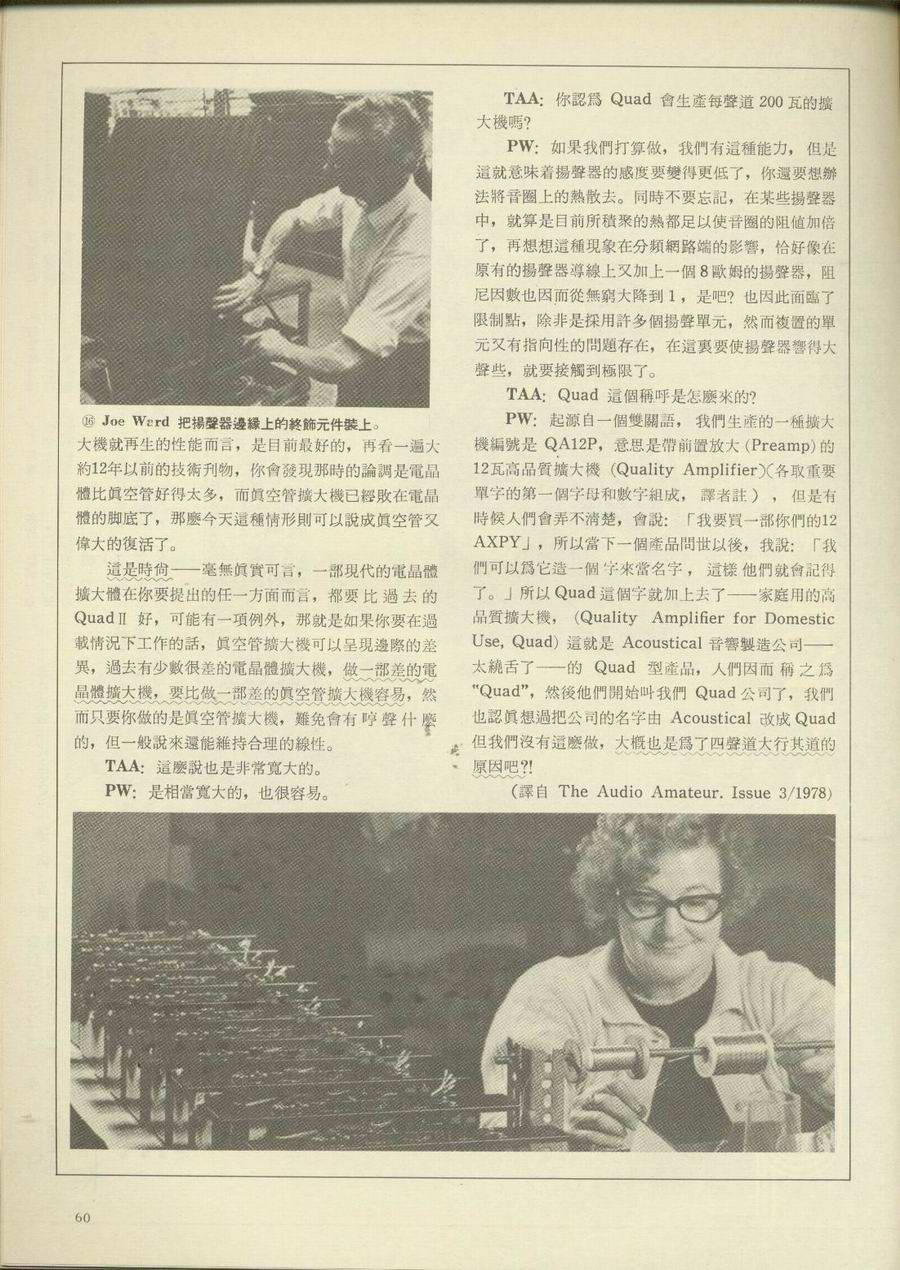 ⑯ Joe Ward 把揚聲器邊緣上的終飾元件裝上。
大機就再生的性能而言，是目前最好的，再看一遍大
約12年以前的技術刋物，你會發現那時的論調是電晶
體比眞空管好得太多，而眞空管擴大機已經敗在電晶
體的脚底了，那麼今天這種情形則可以說成眞空管又
偉大的復活了。
這是時尙——毫無眞實可言，一部現代的電晶體
擴大體在你要提出的任一方面而言，都要比過去的
QuadⅡ 好，可能有一項例外，那就是如果你要在過
載情況下工作的話，眞空管擴大機可以呈現邊際的差
異，過去有少數很差的電晶體擴大機，做一部差的電
晶體擴大機，要比做一部差的眞空管擴大機容易，然
而只要你做的是眞空管擴大機，難免會有哼聲什麼
的，但一般說來還能維持合理的線性。
TAA: 這麼說也是非常寬大的。
PW: 是相當寬大的，也很容易。
TAA: 你認爲 Quad 會生產每聲道 200 瓦的擴
大機嗎?
PW: 如果我們打算做，我們有這種能力，但是
這就意味着揚聲器的感度要變得更低了，你還要想辦
法將音圈上的熱散去。同時不要忘記，在某些揚聲器
中，就算是目前所積聚的熱都足以使音圈的阻値加倍
了，再想想這種現象在分頻網路端的影響，恰好像在
原有的揚聲器導線上又加上一個 8 歐姆的揚聲器，阻
尼因數也因而從無窮大降到 1，是吧? 也因此面臨了
限制點，除非是採用許多個揚聲單元，然而複置的單
元又有指向性的問題存在，在這裏要使揚聲器響得大
聲些，就要接觸到極限了。
TAA: Quad 這個稱呼是怎麼來的?
PW: 起源自一個雙關語，我們生產的一種擴大
機編號是 QA12P，意思是帶前置放大 (Preamp) 的
12瓦高品質擴大機 (Quality Amplifier)(各取重要
單字的第一個字母和數字組成，譯者註），但是有
時候人們會弄不淸楚，會說：「我要買一部你們的12
AXPY」，所以當下一個產品問世以後，我說：「我
們可以爲它造一個字來當名字，這樣他們就會記得
了。」所以 Quad 這個字就加上去了——家庭用的高
品質擴大機， (Quality Amplifier for Domestic
Use, Quad) 這就是 Acoustical 音響製造公司——
太繞舌了——的 Quad 型產品，人們因而稱之爲
"Quad"，然後他們開始叫我們 Quad 公司了，我們
也認眞想過把公司的名字由 Acoustical 改成 Quad
但我們沒有這麼做，大概也是爲了四聲道大行其道的
原因吧?!
(譯自 The Audio Amateur. Issue 3/1978)
60